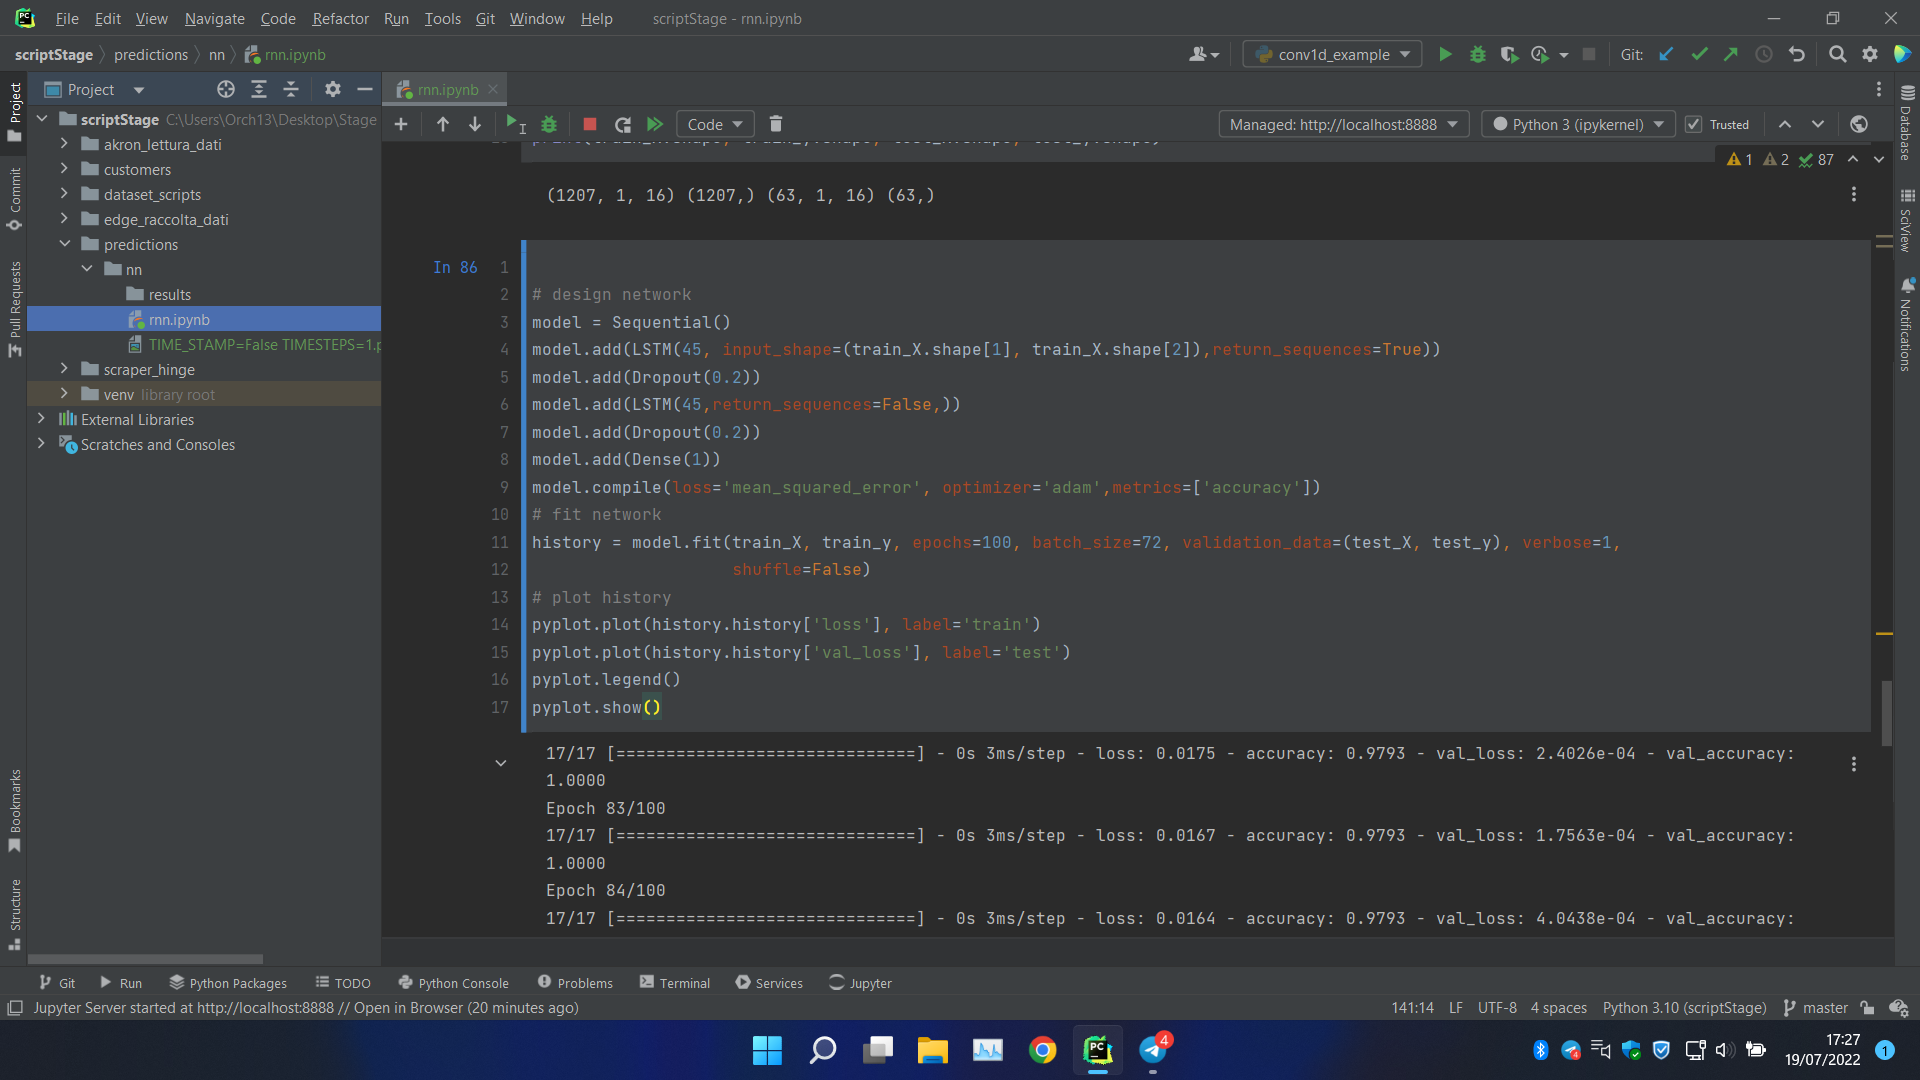 File Edit View Navigate Code Refactor Run Tools Git Window Help scriptStage - rnn.ipynb
scriptStage predictions nn rnn.ipynb
conv1d_example Git:
Project
rnn.ipynb
Code Managed: http://localhost:8888 Python 3 (ipykernel) Trusted
scriptStage C:\Users\Orch13\Desktop\Stage
akron_lettura_dati
customers
dataset_scripts
edge_raccolta_dati
predictions
nn
results
rnn.ipynb
TIME_STAMP=False TIMESTEPS=1.p
scraper_hinge
venv library root
External Libraries
Scratches and Consoles
Project
Commit
Pull Requests
Bookmarks
Structure
1 2 87
(1207, 1, 16) (1207,) (63, 1, 16) (63,)
In 86 1
2 # design network
3 model = Sequential()
4 model.add(LSTM(45, input_shape=(train_X.shape[1], train_X.shape[2]),return_sequences=True))
5 model.add(Dropout(0.2))
6 model.add(LSTM(45,return_sequences=False,))
7 model.add(Dropout(0.2))
8 model.add(Dense(1))
9 model.compile(loss='mean_squared_error', optimizer='adam',metrics=['accuracy'])
10 # fit network
11 history = model.fit(train_X, train_y, epochs=100, batch_size=72, validation_data=(test_X, test_y), verbose=1,
12 shuffle=False)
13 # plot history
14 pyplot.plot(history.history['loss'], label='train')
15 pyplot.plot(history.history['val_loss'], label='test')
16 pyplot.legend()
17 pyplot.show()
17/17 [==============================] - 0s 3ms/step - loss: 0.0175 - accuracy: 0.9793 - val_loss: 2.4026e-04 - val_accuracy:
1.0000
Epoch 83/100
17/17 [==============================] - 0s 3ms/step - loss: 0.0167 - accuracy: 0.9793 - val_loss: 1.7563e-04 - val_accuracy:
1.0000
Epoch 84/100
17/17 [==============================] - 0s 3ms/step - loss: 0.0164 - accuracy: 0.9793 - val_loss: 4.0438e-04 - val_accuracy:
Database
SciView
Notifications
Git Run Python Packages TODO Python Console Problems Terminal Services Jupyter
Jupyter Server started at http://localhost:8888 // Open in Browser (20 minutes ago) 141:14 LF UTF-8 4 spaces Python 3.10 (scriptStage) master
PC
4
17:27
19/07/2022
1